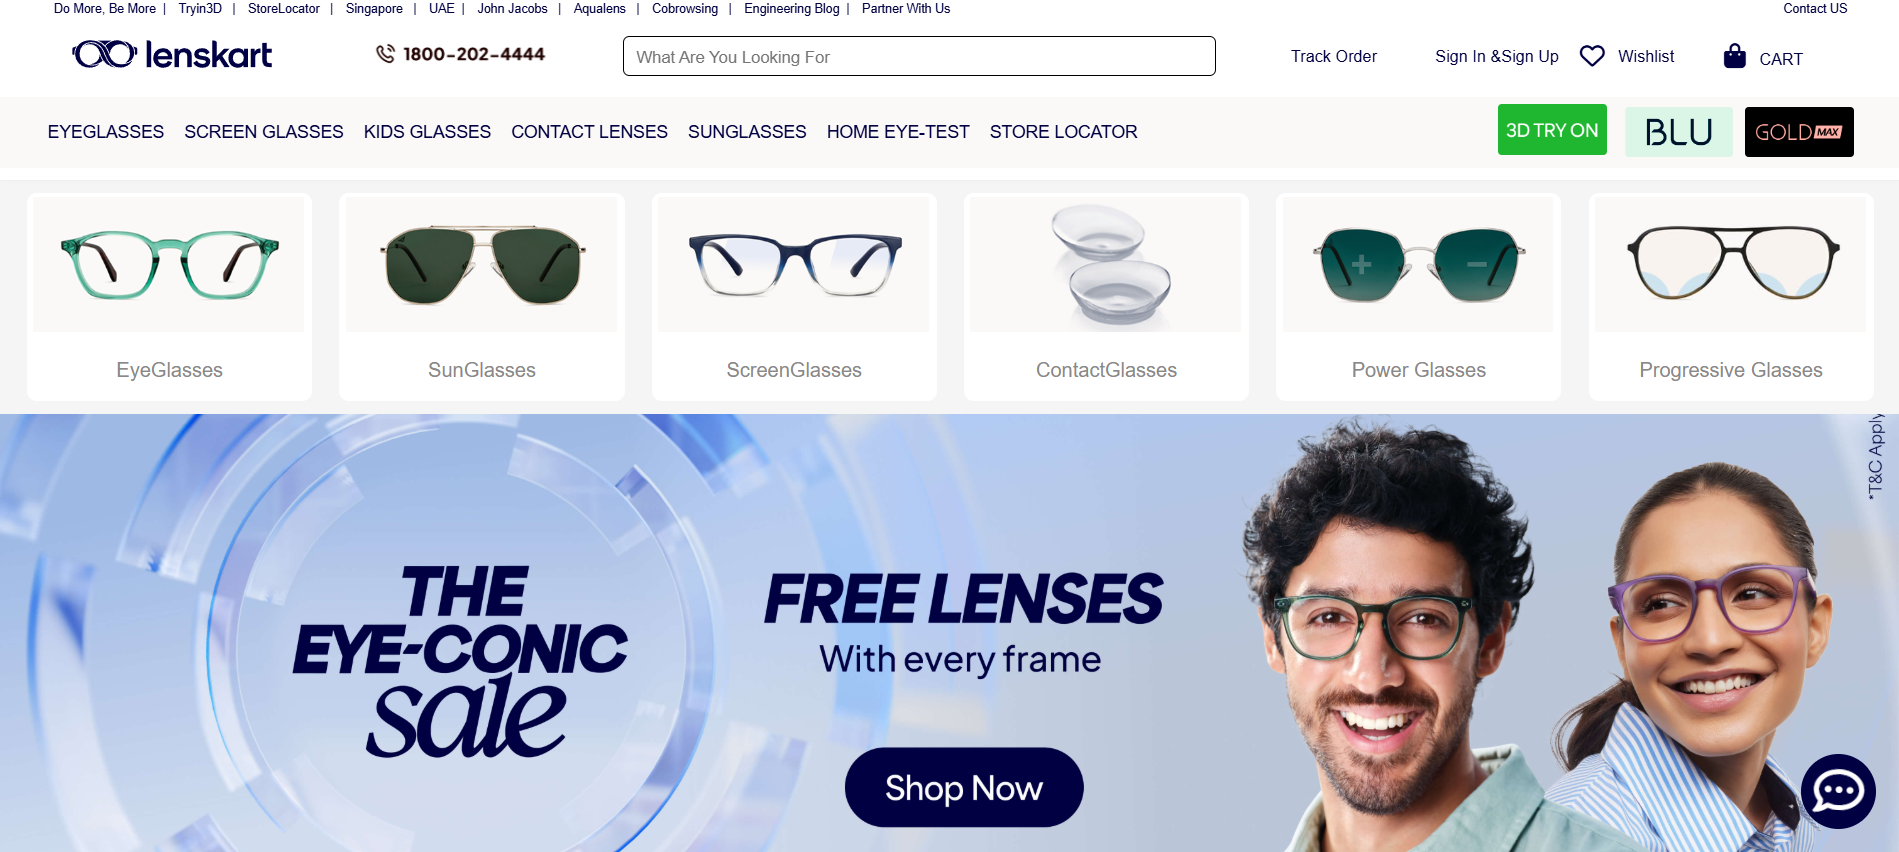 Do More, Be More | Tryin3D | StoreLocator | Singapore | UAE | John Jacobs | Aqualens | Cobrowsing | Engineering Blog | Partner With Us Contact US
lenskart 1800-202-4444 What Are You Looking For Track Order Sign In &Sign Up Wishlist CART
EYEGLASSES SCREEN GLASSES KIDS GLASSES CONTACT LENSES SUNGLASSES HOME EYE-TEST STORE LOCATOR 3D TRY ON BLU GOLD MAX
EyeGlasses SunGlasses ScreenGlasses ContactGlasses Power Glasses Progressive Glasses
*T&C Apply
THE
EYE-CONIC
sale
FREE LENSES
With every frame
Shop Now